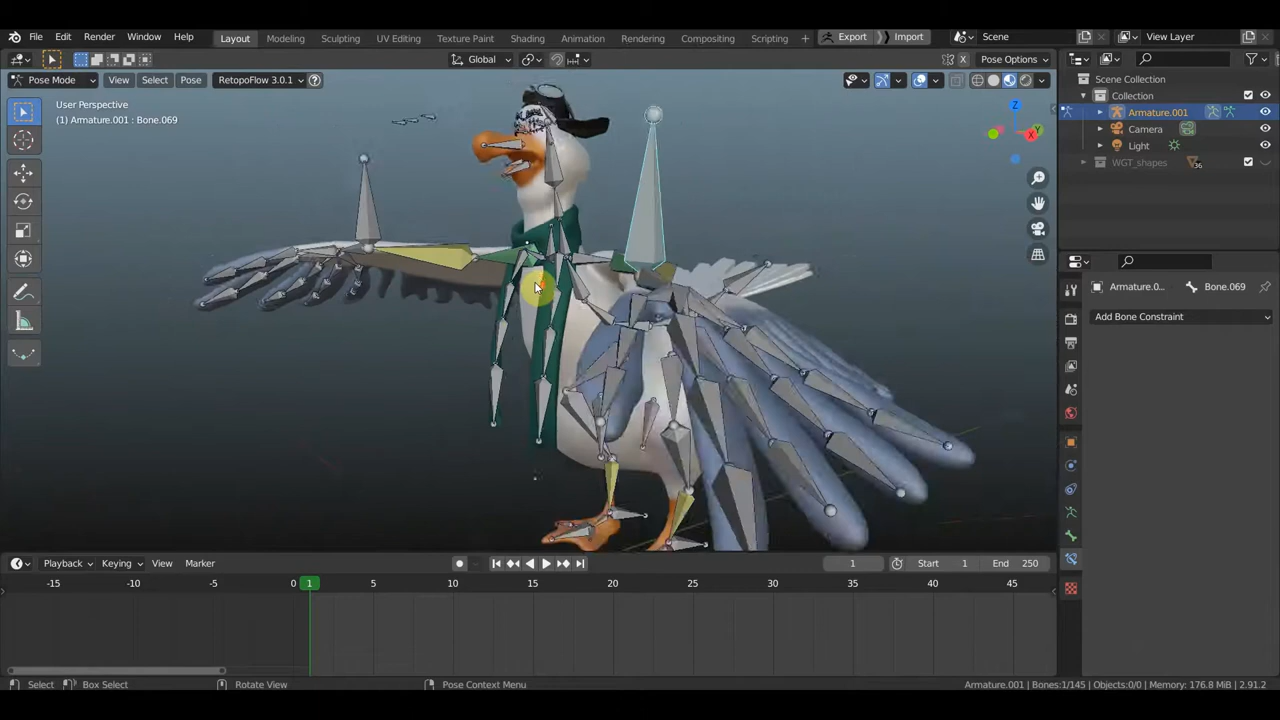 File Edit Render Window Help Layout Modeling Sculpting UV Editing Texture Paint Shading Animation Rendering Compositing Scripting + Export Import Scene View Layer
Global X Pose Options
Pose Mode View Select Pose RetopoFlow 3.0.1
Scene Collection
Collection
Armature.001
Camera
Light
WGT_shapes 36
User Perspective
(1) Armature.001 : Bone.069
Z
Y
X
Armature.0... Bone.069
Add Bone Constraint
Playback Keying View Marker 1 Start 1 End 250
-15 -10 -5 0 1 5 10 15 20 25 30 35 40 45
Select Box Select Rotate View Pose Context Menu Armature.001 | Bones:1/145 | Objects:0/0 | Memory: 176.8 MiB | 2.91.2